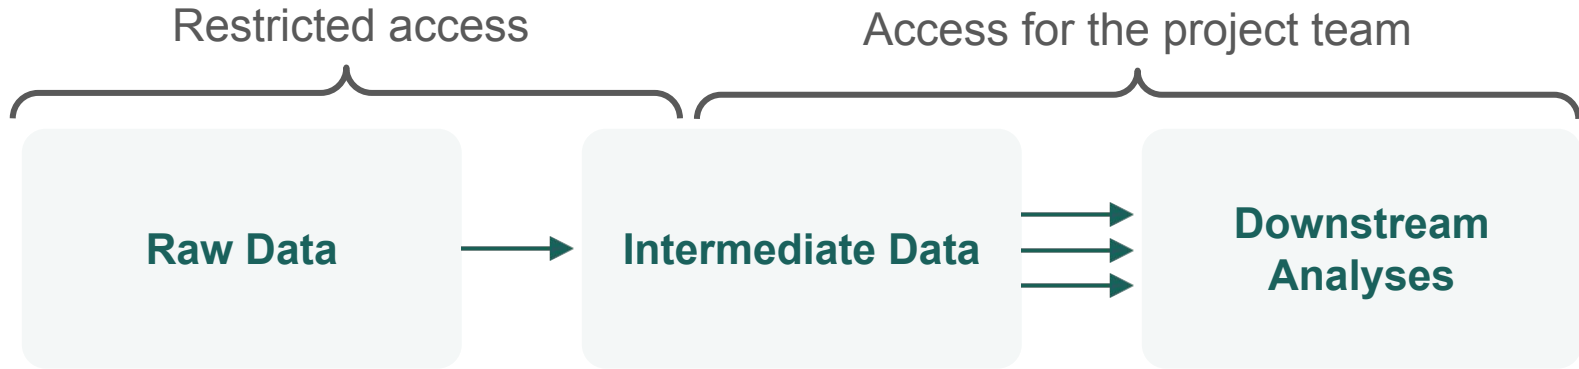 Restricted access
Access for the project team
Raw Data
Intermediate Data
Downstream
Analyses